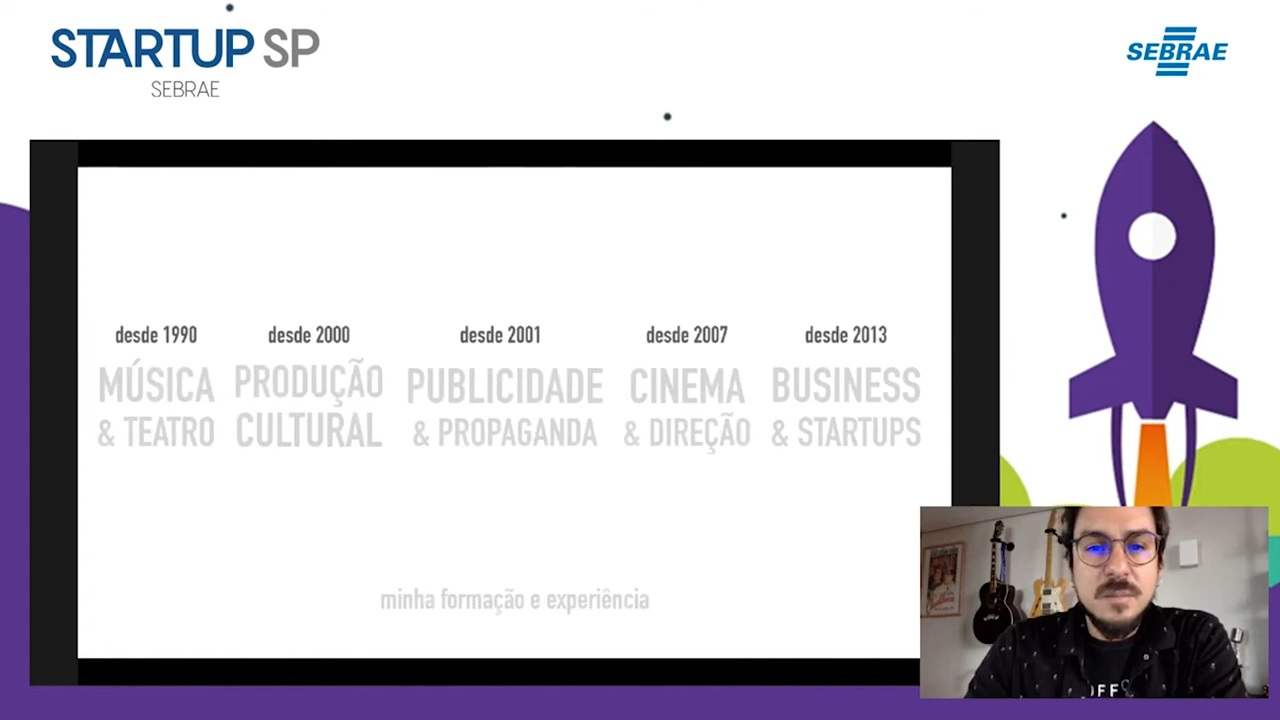 STARTUP SP
SEBRAE
SEBRAE
desde 1990
MÚSICA
& TEATRO
desde 2000
PRODUÇÃO
CULTURAL
desde 2001
PUBLICIDADE
& PROPAGANDA
desde 2007
CINEMA
& DIREÇÃO
desde 2013
BUSINESS
& STARTUPS
minha formação e experiência